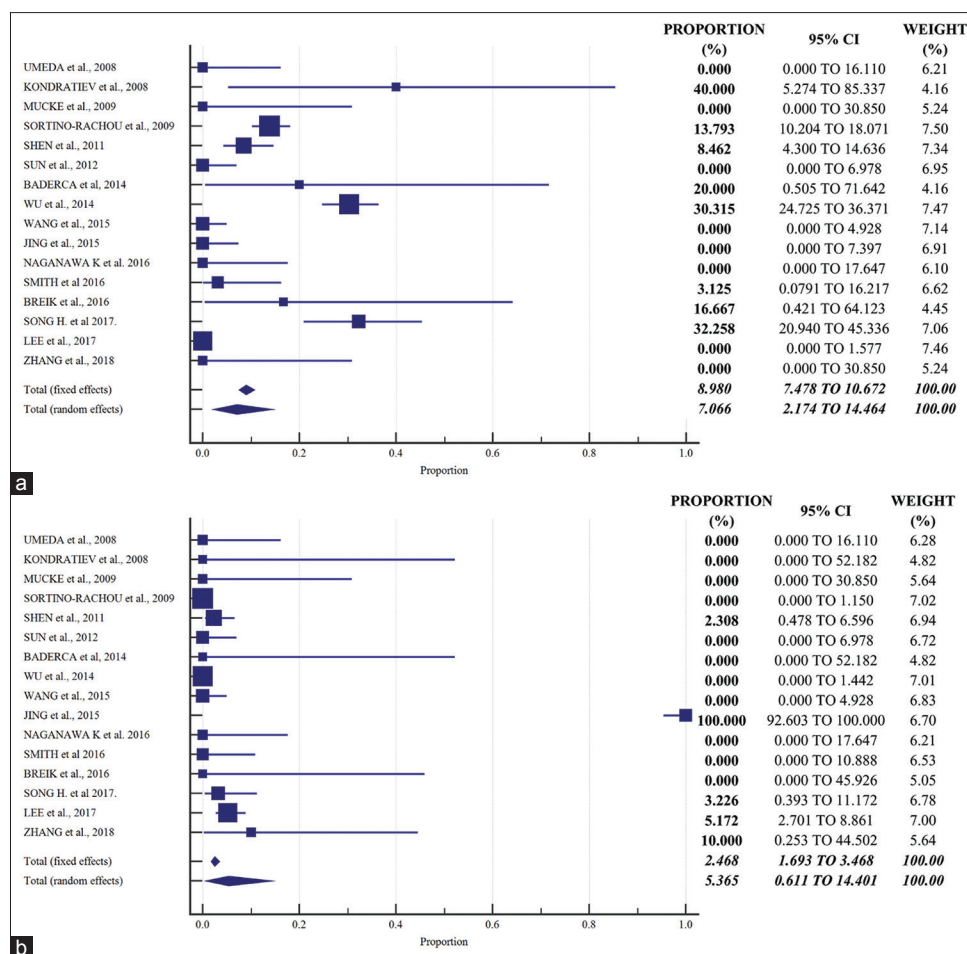 PROPORTION (%) 95% CI WEIGHT (%)
UMEDA et al., 2008 0.000 0.000 TO 16.110 6.21
KONDRATIEV et al., 2008 40.000 5.274 TO 85.337 4.16
MUCKE et al., 2009 0.000 0.000 TO 30.850 5.24
SORTINO-RACHOU et al., 2009 13.793 10.204 TO 18.071 7.50
SHEN et al., 2011 8.462 4.300 TO 14.636 7.34
SUN et al., 2012 0.000 0.000 TO 6.978 6.95
BADERCA et al, 2014 20.000 0.505 TO 71.642 4.16
WU et al., 2014 30.315 24.725 TO 36.371 7.47
WANG et al., 2015 0.000 0.000 TO 4.928 7.14
JING et al., 2015 0.000 0.000 TO 7.397 6.91
NAGANAWA K et al. 2016 0.000 0.000 TO 17.647 6.10
SMITH et al 2016 3.125 0.0791 TO 16.217 6.62
BREIK et al., 2016 16.667 0.421 TO 64.123 4.45
SONG H. et al 2017. 32.258 20.940 TO 45.336 7.06
LEE et al., 2017 0.000 0.000 TO 1.577 7.46
ZHANG et al., 2018 0.000 0.000 TO 30.850 5.24
Total (fixed effects) 8.980 7.478 TO 10.672 100.00
Total (random effects) 7.066 2.174 TO 14.464 100.00
0.0 0.2 0.4 0.6 0.8 1.0
Proportion
a
PROPORTION (%) 95% CI WEIGHT (%)
UMEDA et al., 2008 0.000 0.000 TO 16.110 6.28
KONDRATIEV et al., 2008 0.000 0.000 TO 52.182 4.82
MUCKE et al., 2009 0.000 0.000 TO 30.850 5.64
SORTINO-RACHOU et al., 2009 0.000 0.000 TO 1.150 7.02
SHEN et al., 2011 2.308 0.478 TO 6.596 6.94
SUN et al., 2012 0.000 0.000 TO 6.978 6.72
BADERCA et al, 2014 0.000 0.000 TO 52.182 4.82
WU et al., 2014 0.000 0.000 TO 1.442 7.01
WANG et al., 2015 0.000 0.000 TO 4.928 6.83
JING et al., 2015 100.000 92.603 TO 100.000 6.70
NAGANAWA K et al. 2016 0.000 0.000 TO 17.647 6.21
SMITH et al 2016 0.000 0.000 TO 10.888 6.53
BREIK et al., 2016 0.000 0.000 TO 45.926 5.05
SONG H. et al 2017. 3.226 0.393 TO 11.172 6.78
LEE et al., 2017 5.172 2.701 TO 8.861 7.00
ZHANG et al., 2018 10.000 0.253 TO 44.502 5.64
Total (fixed effects) 2.468 1.693 TO 3.468 100.00
Total (random effects) 5.365 0.611 TO 14.401 100.00
0.0 0.2 0.4 0.6 0.8 1.0
Proportion
b